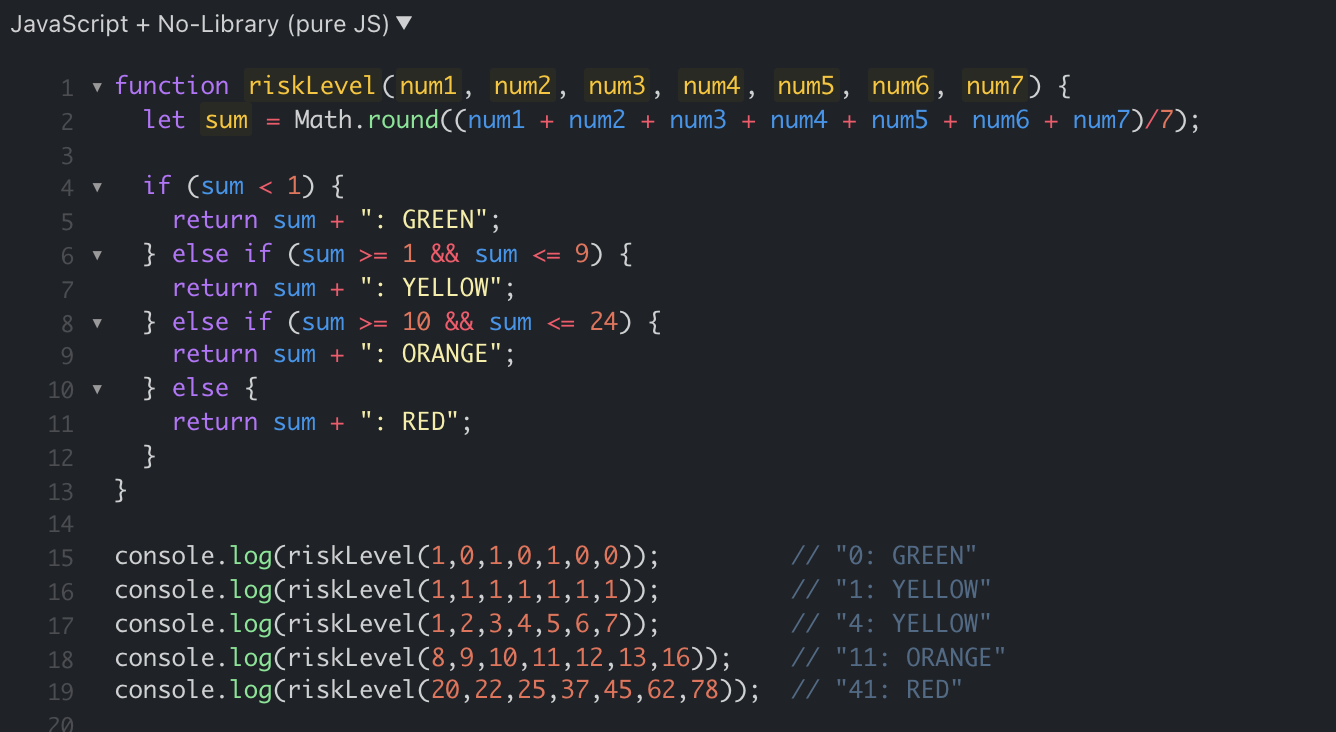 JavaScript + No-Library (pure JS) ▼
1 ▼ function riskLevel(num1, num2, num3, num4, num5, num6, num7) {
2   let sum = Math.round((num1 + num2 + num3 + num4 + num5 + num6 + num7)/7);
3
4 ▼   if (sum < 1) {
5     return sum + ": GREEN";
6 ▼   } else if (sum >= 1 && sum <= 9) {
7     return sum + ": YELLOW";
8 ▼   } else if (sum >= 10 && sum <= 24) {
9     return sum + ": ORANGE";
10 ▼   } else {
11     return sum + ": RED";
12   }
13 }
14
15 console.log(riskLevel(1,0,1,0,1,0,0));         // "0: GREEN"
16 console.log(riskLevel(1,1,1,1,1,1,1));         // "1: YELLOW"
17 console.log(riskLevel(1,2,3,4,5,6,7));         // "4: YELLOW"
18 console.log(riskLevel(8,9,10,11,12,13,16));    // "11: ORANGE"
19 console.log(riskLevel(20,22,25,37,45,62,78));  // "41: RED"
20